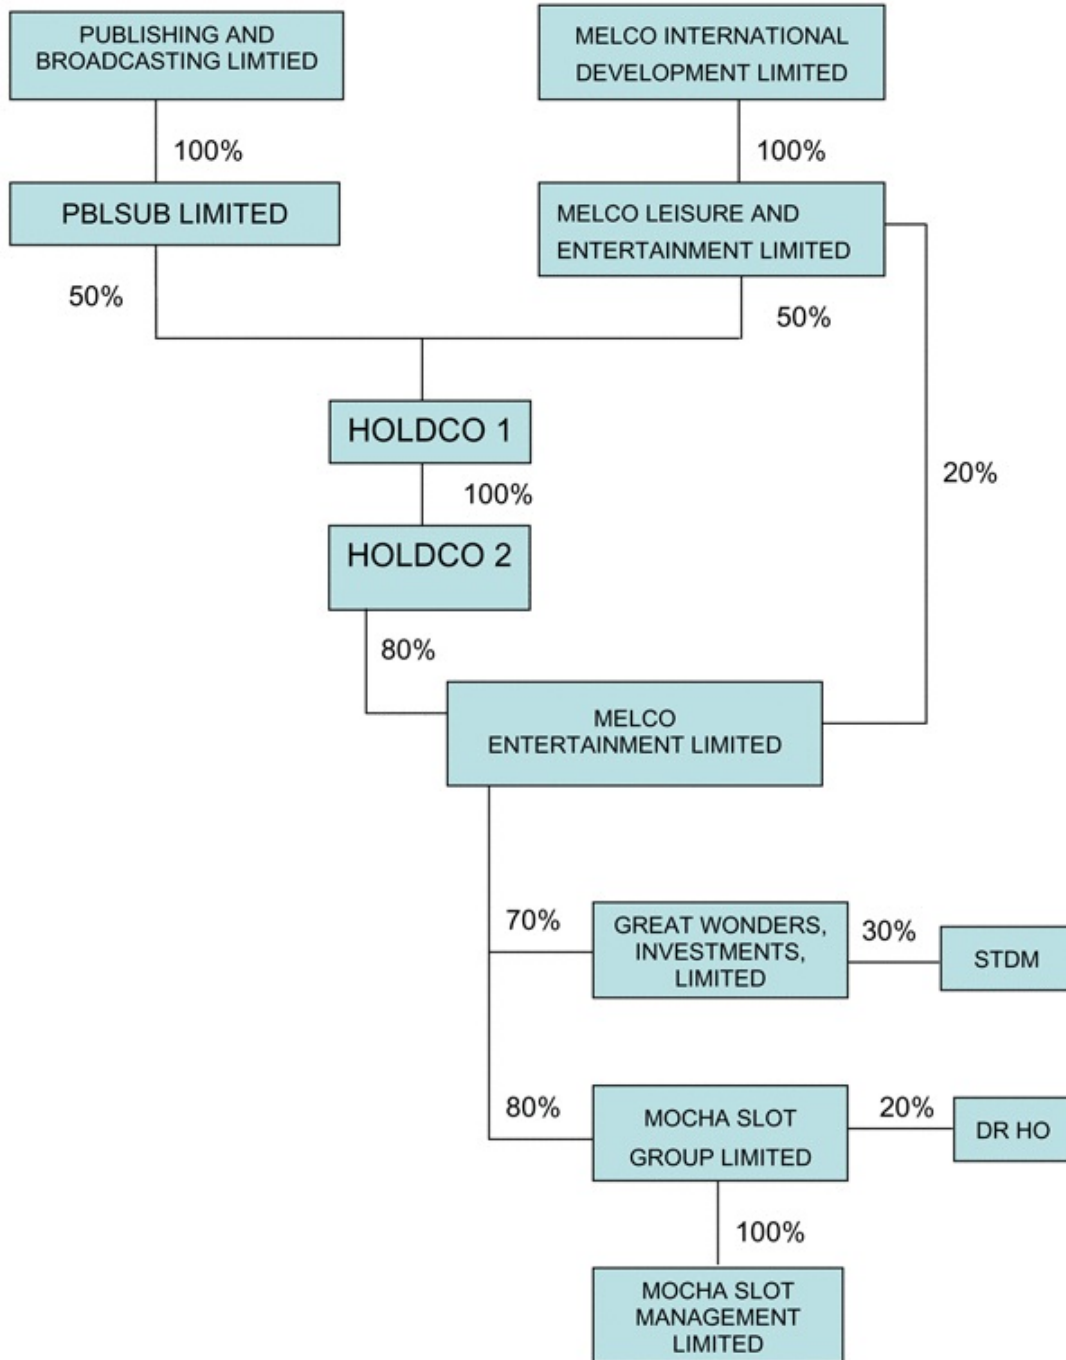 PUBLISHING AND
BROADCASTING LIMTIED
MELCO INTERNATIONAL
DEVELOPMENT LIMITED
100%
100%
PBLSUB LIMITED
MELCO LEISURE AND
ENTERTAINMENT LIMITED
50%
50%
HOLDCO 1
20%
100%
HOLDCO 2
80%
MELCO
ENTERTAINMENT LIMITED
70%
GREAT WONDERS,
INVESTMENTS,
LIMITED
30%
STDM
80%
MOCHA SLOT
GROUP LIMITED
20%
DR HO
100%
MOCHA SLOT
MANAGEMENT
LIMITED